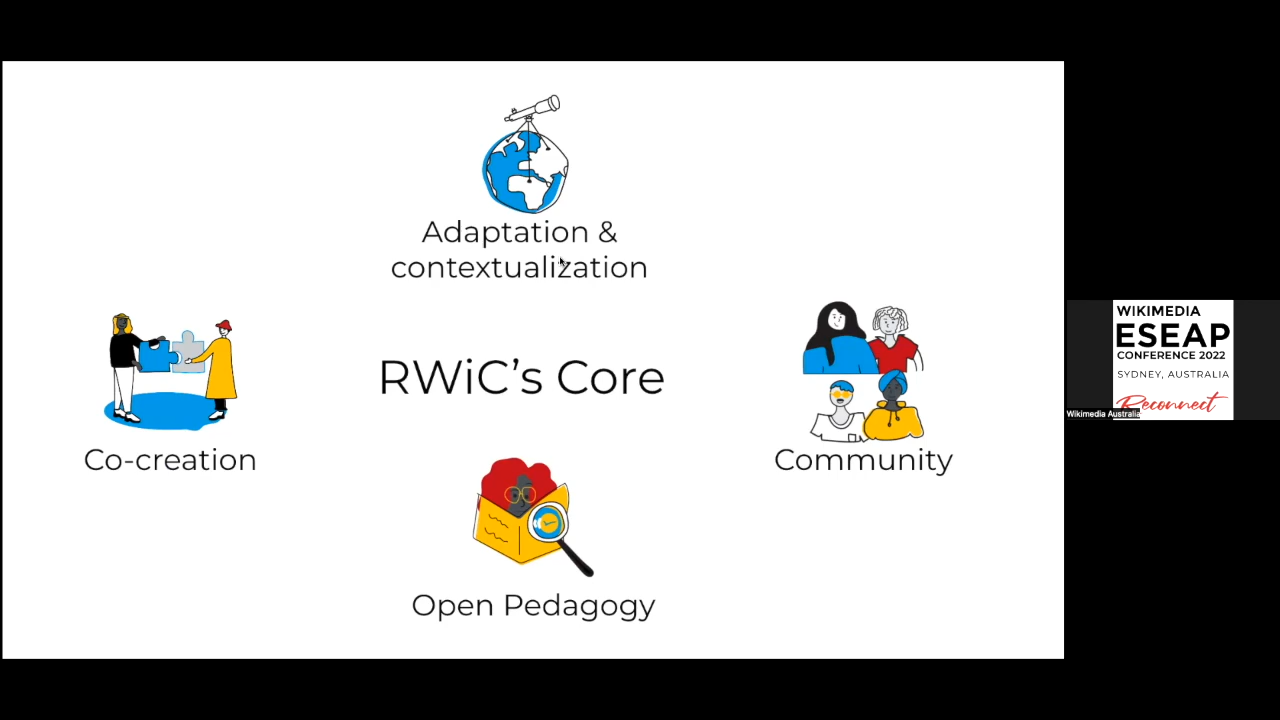 Adaptation &
contextualization
RWiC's Core
Co-creation
Community
Open Pedagogy
WIKIMEDIA
ESEAP
CONFERENCE 2022
SYDNEY, AUSTRALIA
Reconnect
Wikimedia Australia